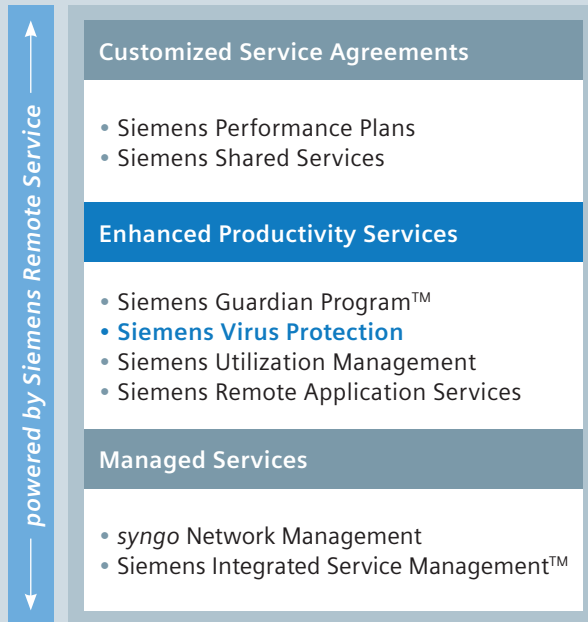 powered by Siemens Remote Service
Customized Service Agreements
• Siemens Performance Plans
• Siemens Shared Services
Enhanced Productivity Services
• Siemens Guardian Program™
• Siemens Virus Protection
• Siemens Utilization Management
• Siemens Remote Application Services
Managed Services
• syngo Network Management
• Siemens Integrated Service Management™